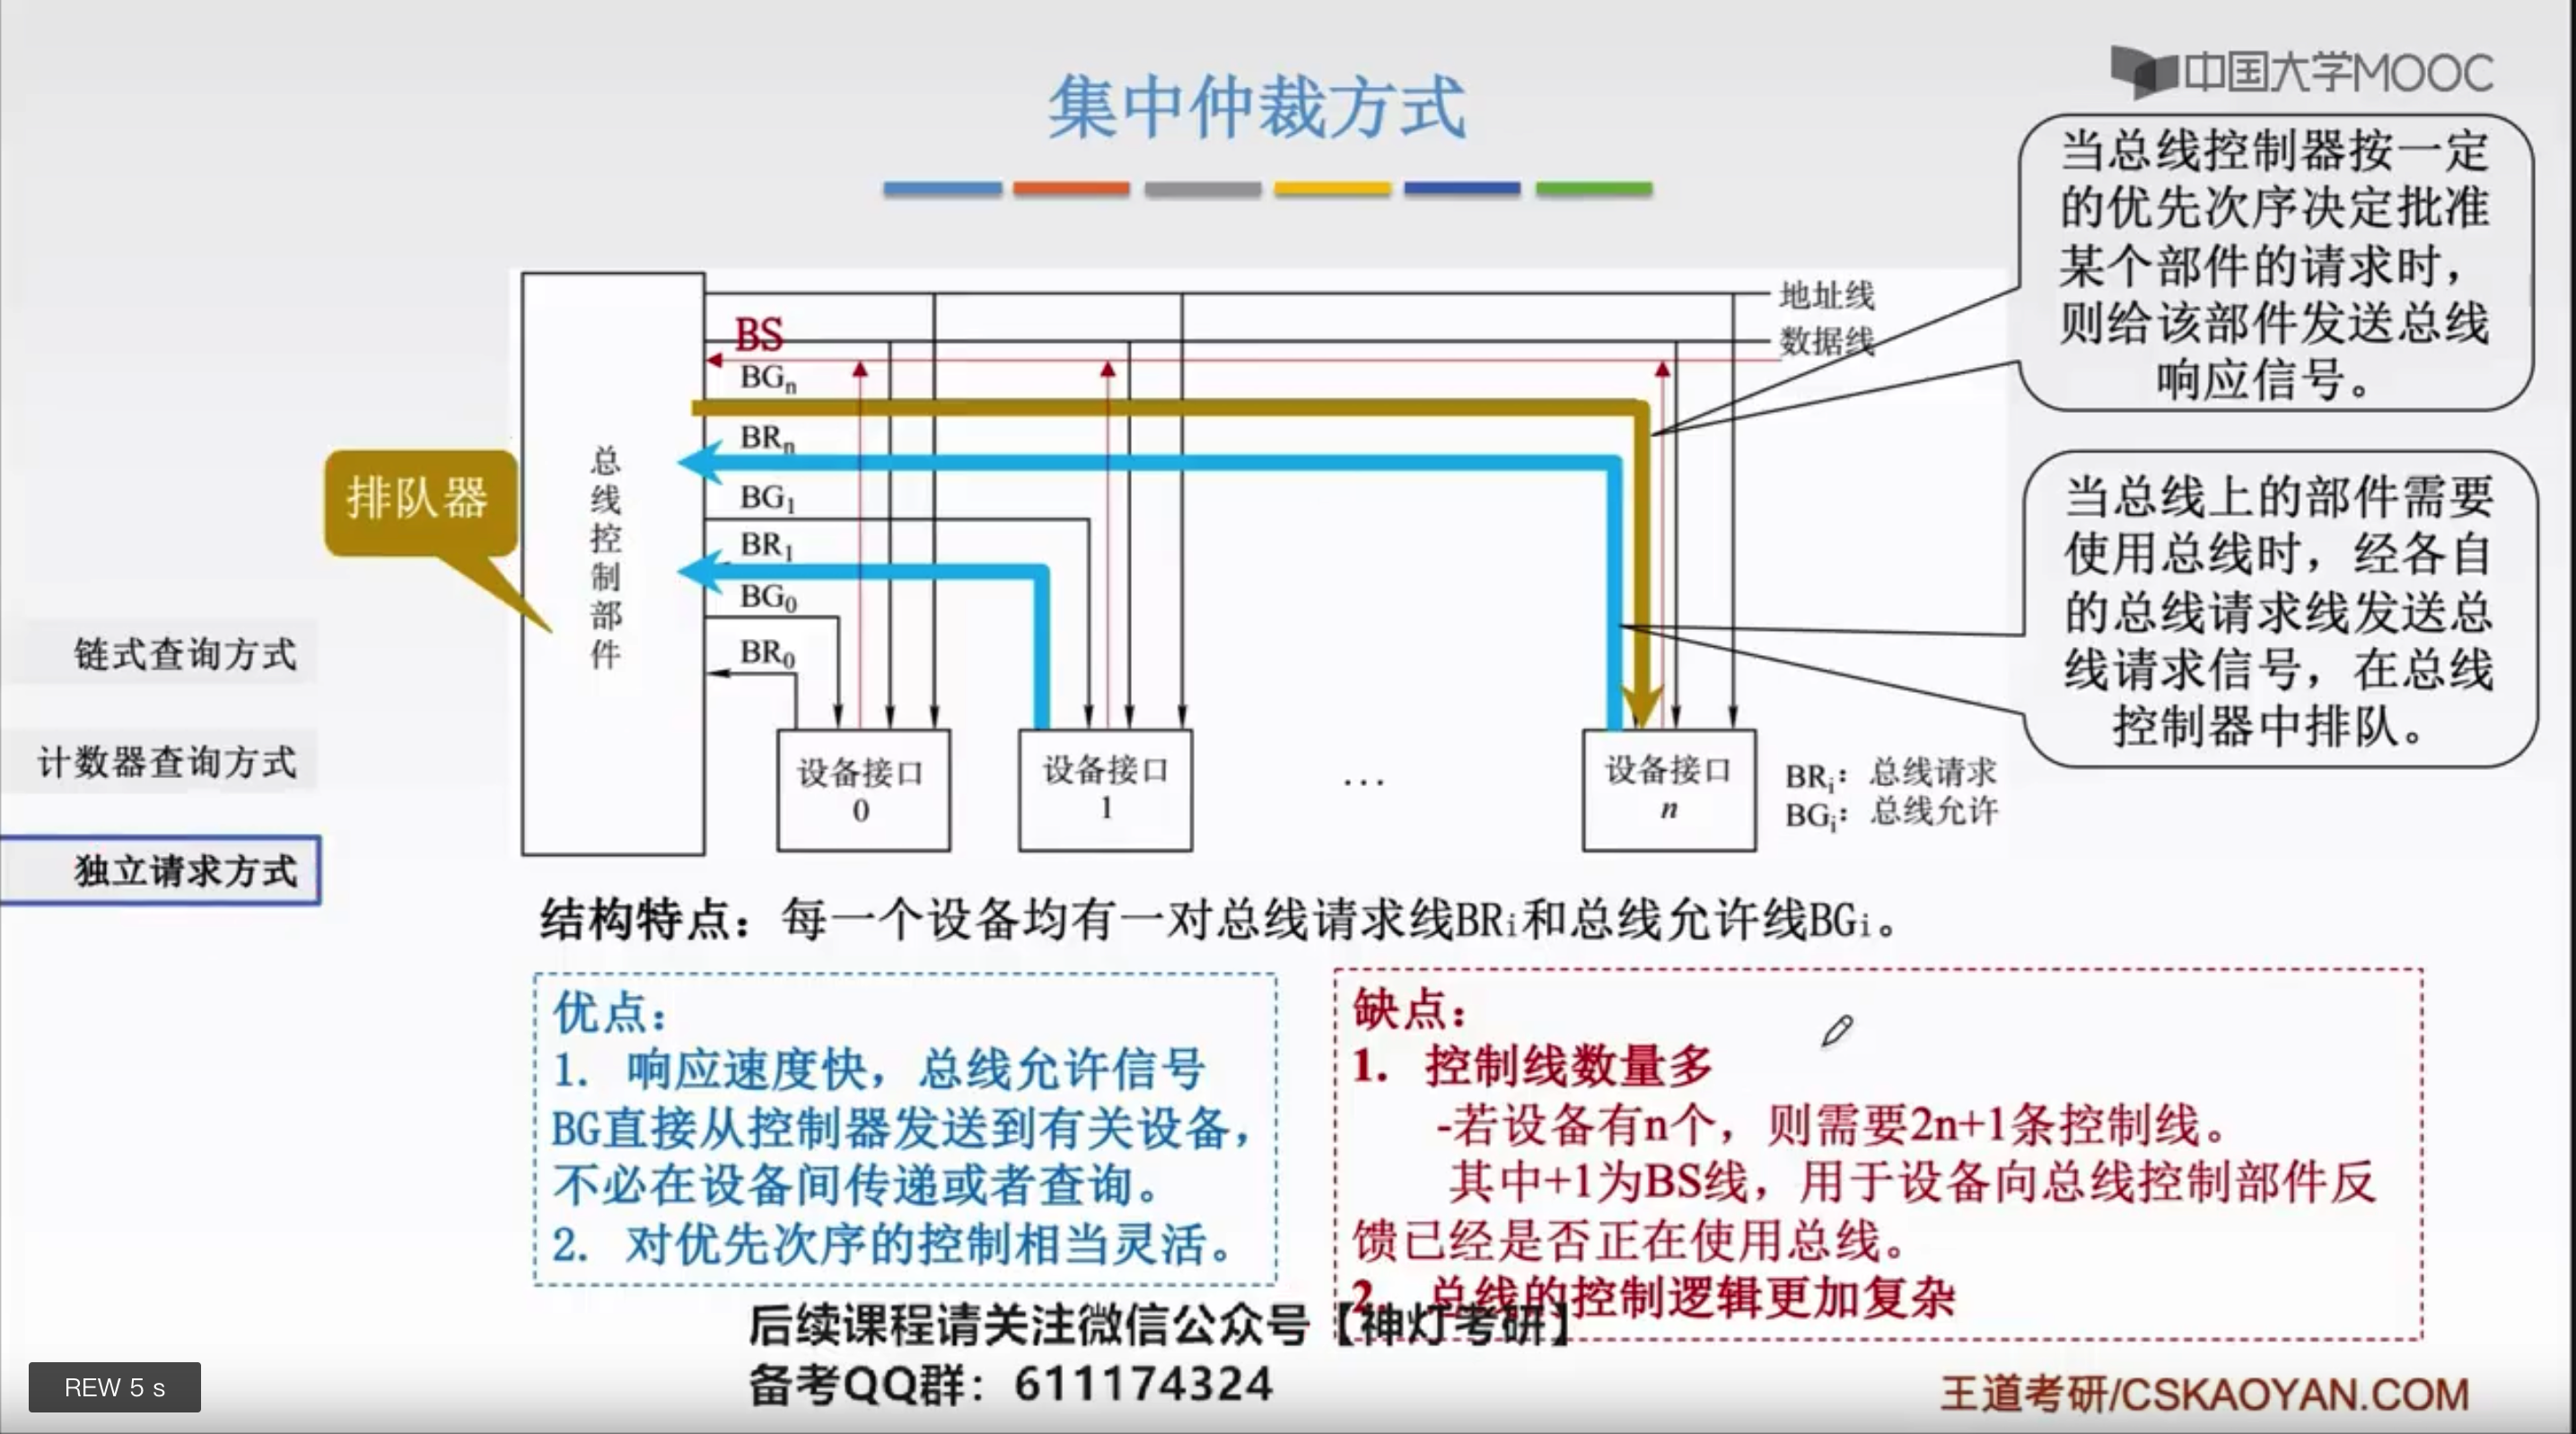 中国大学MOOC
集中仲裁方式
当总线控制器按一定
的优先次序决定批准
某个部件的请求时，
则给该部件发送总线
响应信号。
地址线
BS
数据线
BGn
BRn
BG1
BR1
BG0
BR0
总线控制部件
排队器
当总线上的部件需要
使用总线时，经各自
的总线请求线发送总
线请求信号，在总线
控制器中排队。
链式查询方式
计数器查询方式
独立请求方式
设备接口
0
设备接口
1
...
设备接口
n
BRi：总线请求
BGi：总线允许
结构特点：每一个设备均有一对总线请求线BRi和总线允许线BGi。
优点：
1. 响应速度快，总线允许信号
BG直接从控制器发送到有关设备，
不必在设备间传递或者查询。
2. 对优先次序的控制相当灵活。
缺点：
1. 控制线数量多
-若设备有n个，则需要2n+1条控制线。
其中+1为BS线，用于设备向总线控制部件反
馈已经是否正在使用总线。
2. 总线的控制逻辑更加复杂
后续课程请关注微信公众号【神灯考研】
备考QQ群：611174324
REW 5 s
王道考研/CSKAOYAN.COM